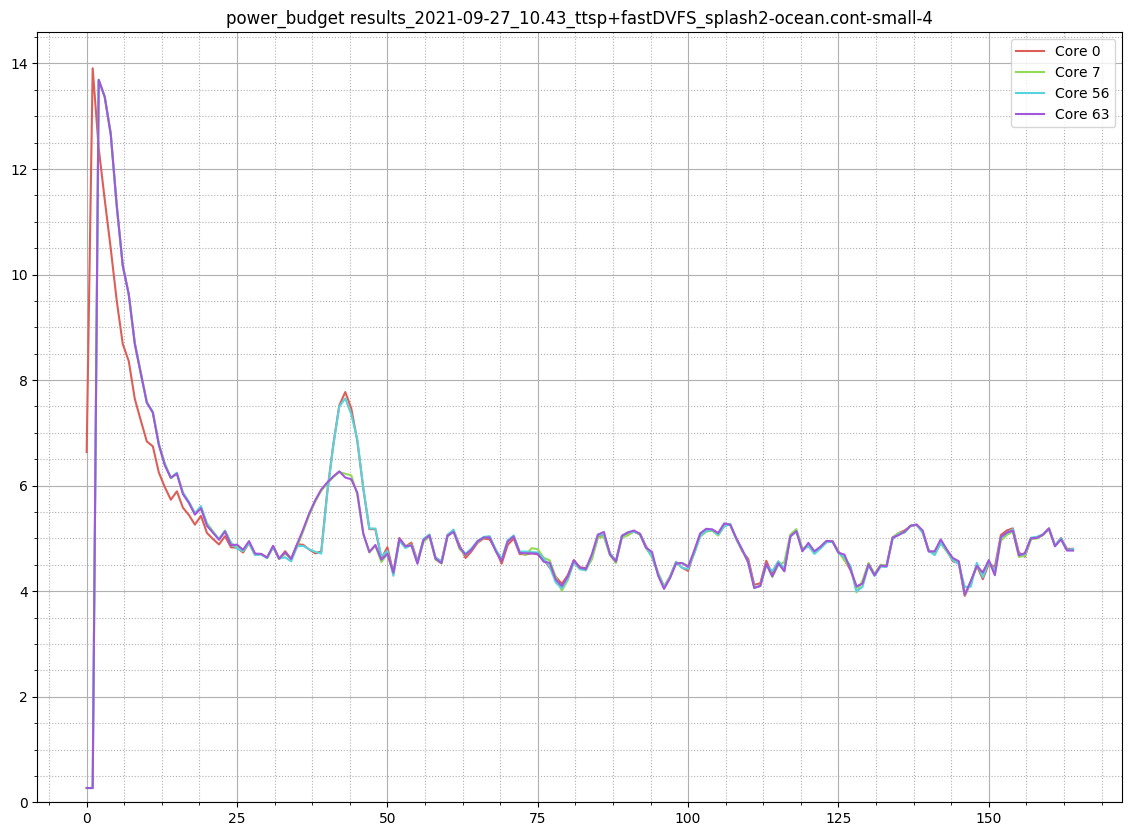 power_budget results_2021-09-27_10.43_ttsp+fastDVFS_splash2-ocean.cont-small-4
Core 0
Core 7
Core 56
Core 63
14
12
10
8
6
4
2
0
0 25 50 75 100 125 150